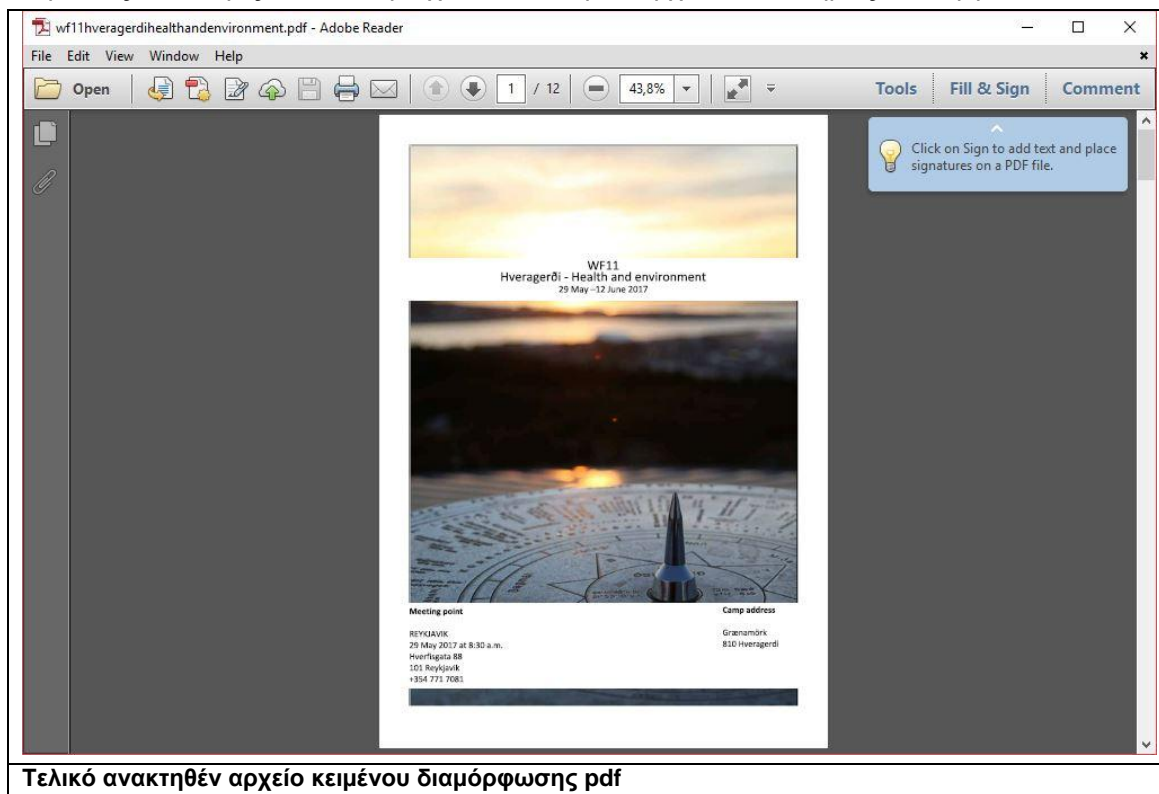 wf11hveragerdihealthandenvironment.pdf - Adobe Reader
File Edit View Window Help
Open 1 / 12 43,8% Tools Fill & Sign Comment
Click on Sign to add text and place
signatures on a PDF file.
WF11
Hveragerði - Health and environment
29 May –12 June 2017
Meeting point Camp address
REYKJAVIK Grænamörk
29 May 2017 at 8:30 a.m. 810 Hveragerdi
Hverfisgata 88
101 Reykjavik
+354 771 7081
Τελικό ανακτηθέν αρχείο κειμένου διαμόρφωσης pdf